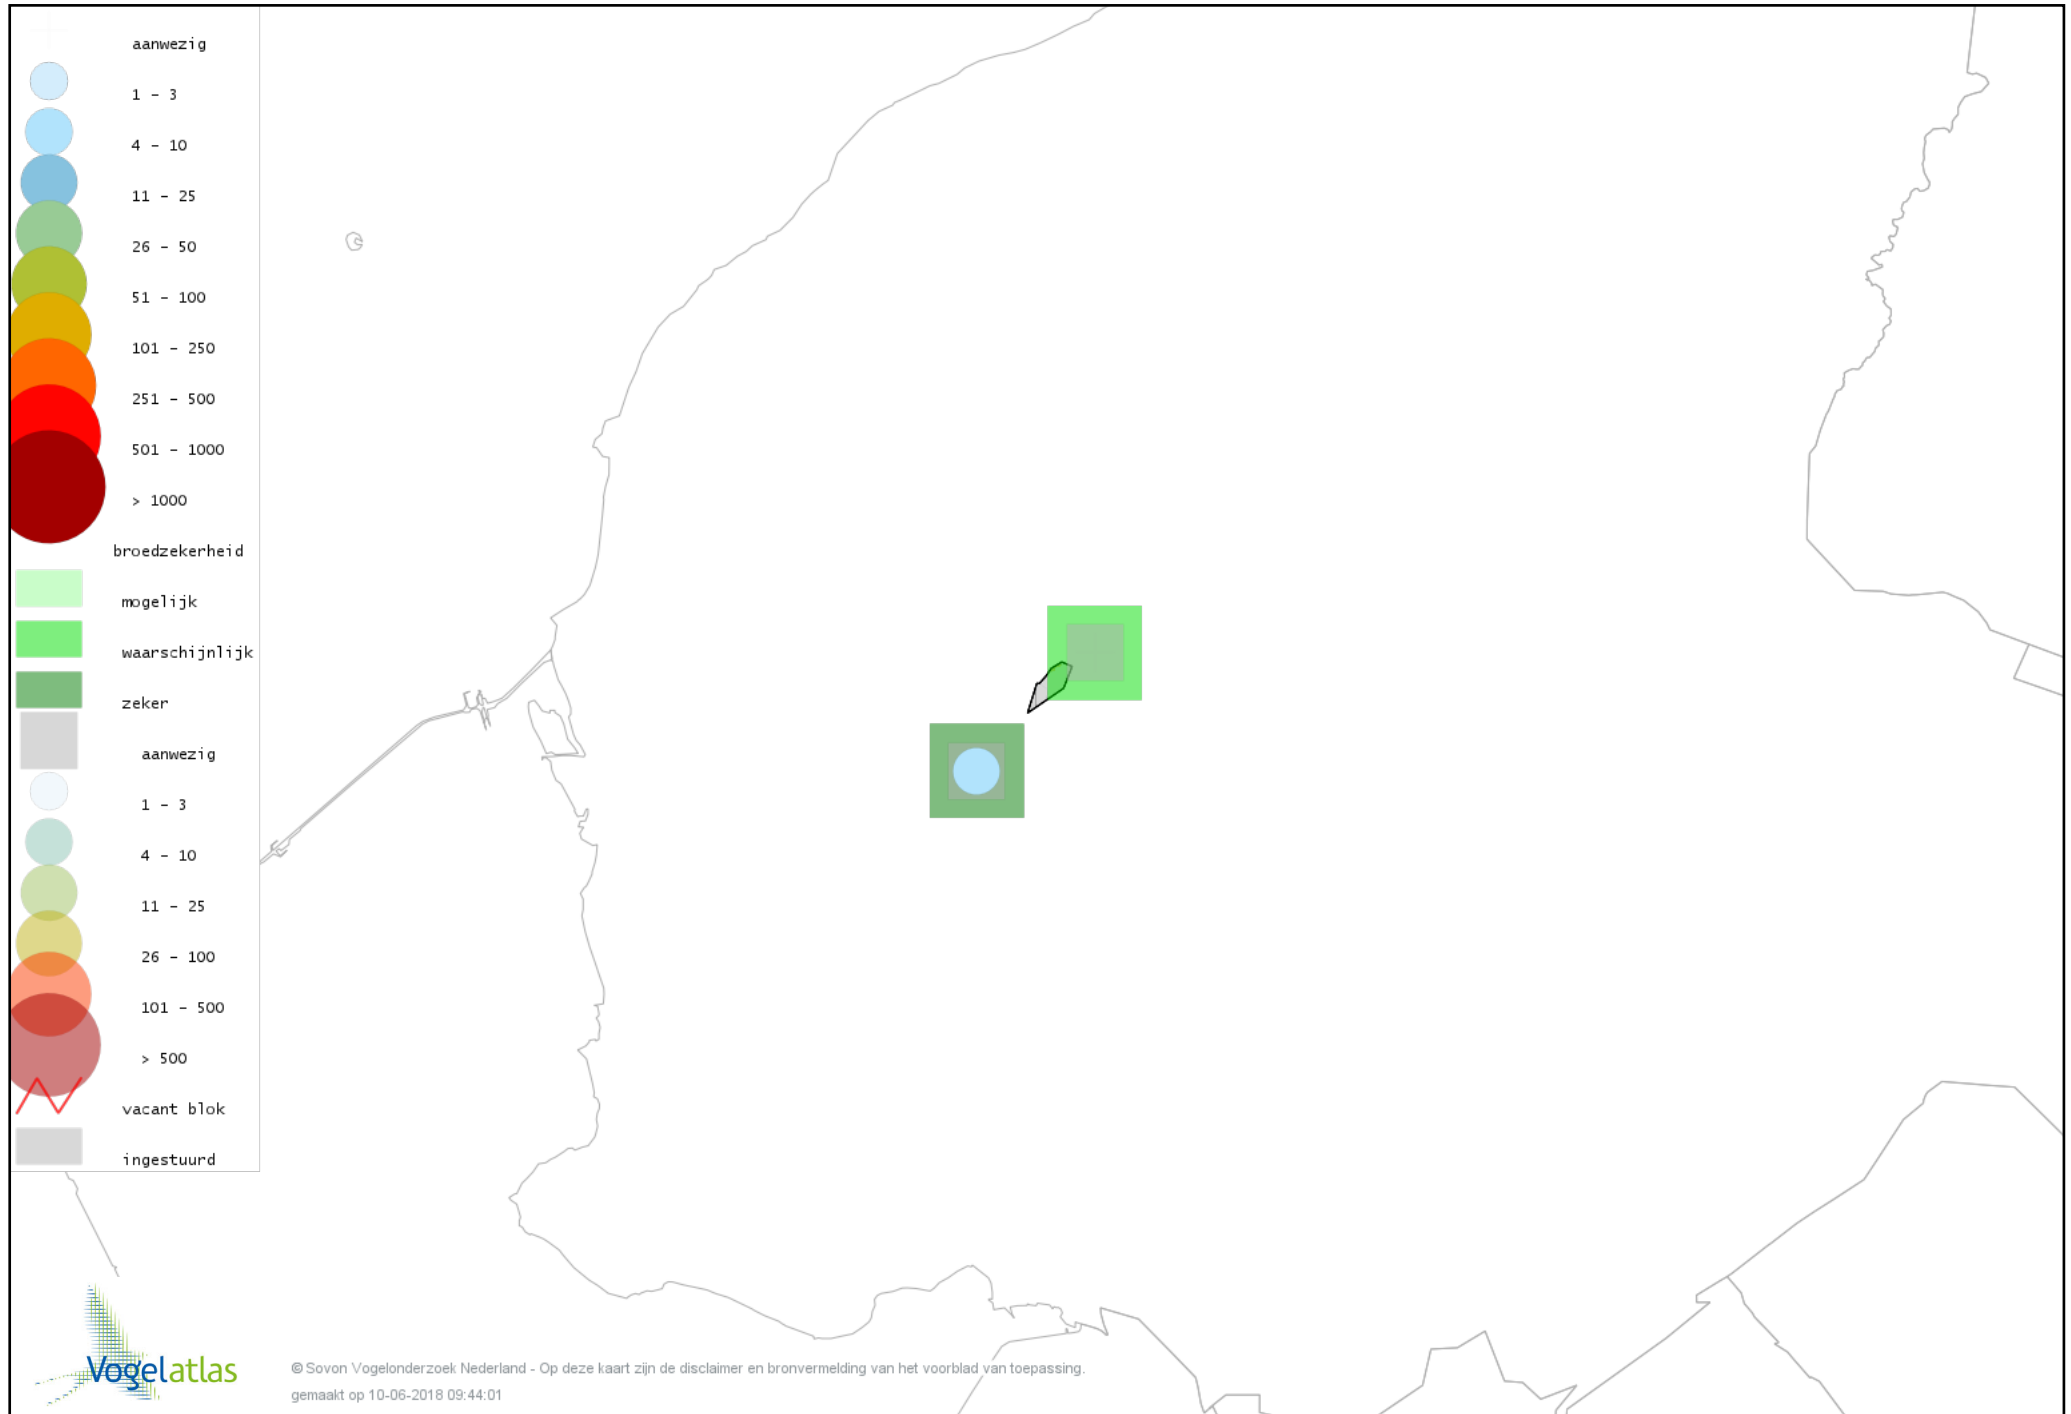 aanwezig
1 - 3
4 - 10
11 - 25
26 - 50
51 - 100
101 - 250
251 - 500
501 - 1000
> 1000
broedzekerheid
mogelijk
waarschijnlijk
zeker
aanwezig
1 - 3
4 - 10
11 - 25
26 - 100
101 - 500
> 500
vacant blok
ingestuurd
Vogelatlas
© Sovon Vogelonderzoek Nederland - Op deze kaart zijn de disclaimer en bronvermelding van het voorblad van toepassing.
gemaakt op 10-06-2018 09:44:01